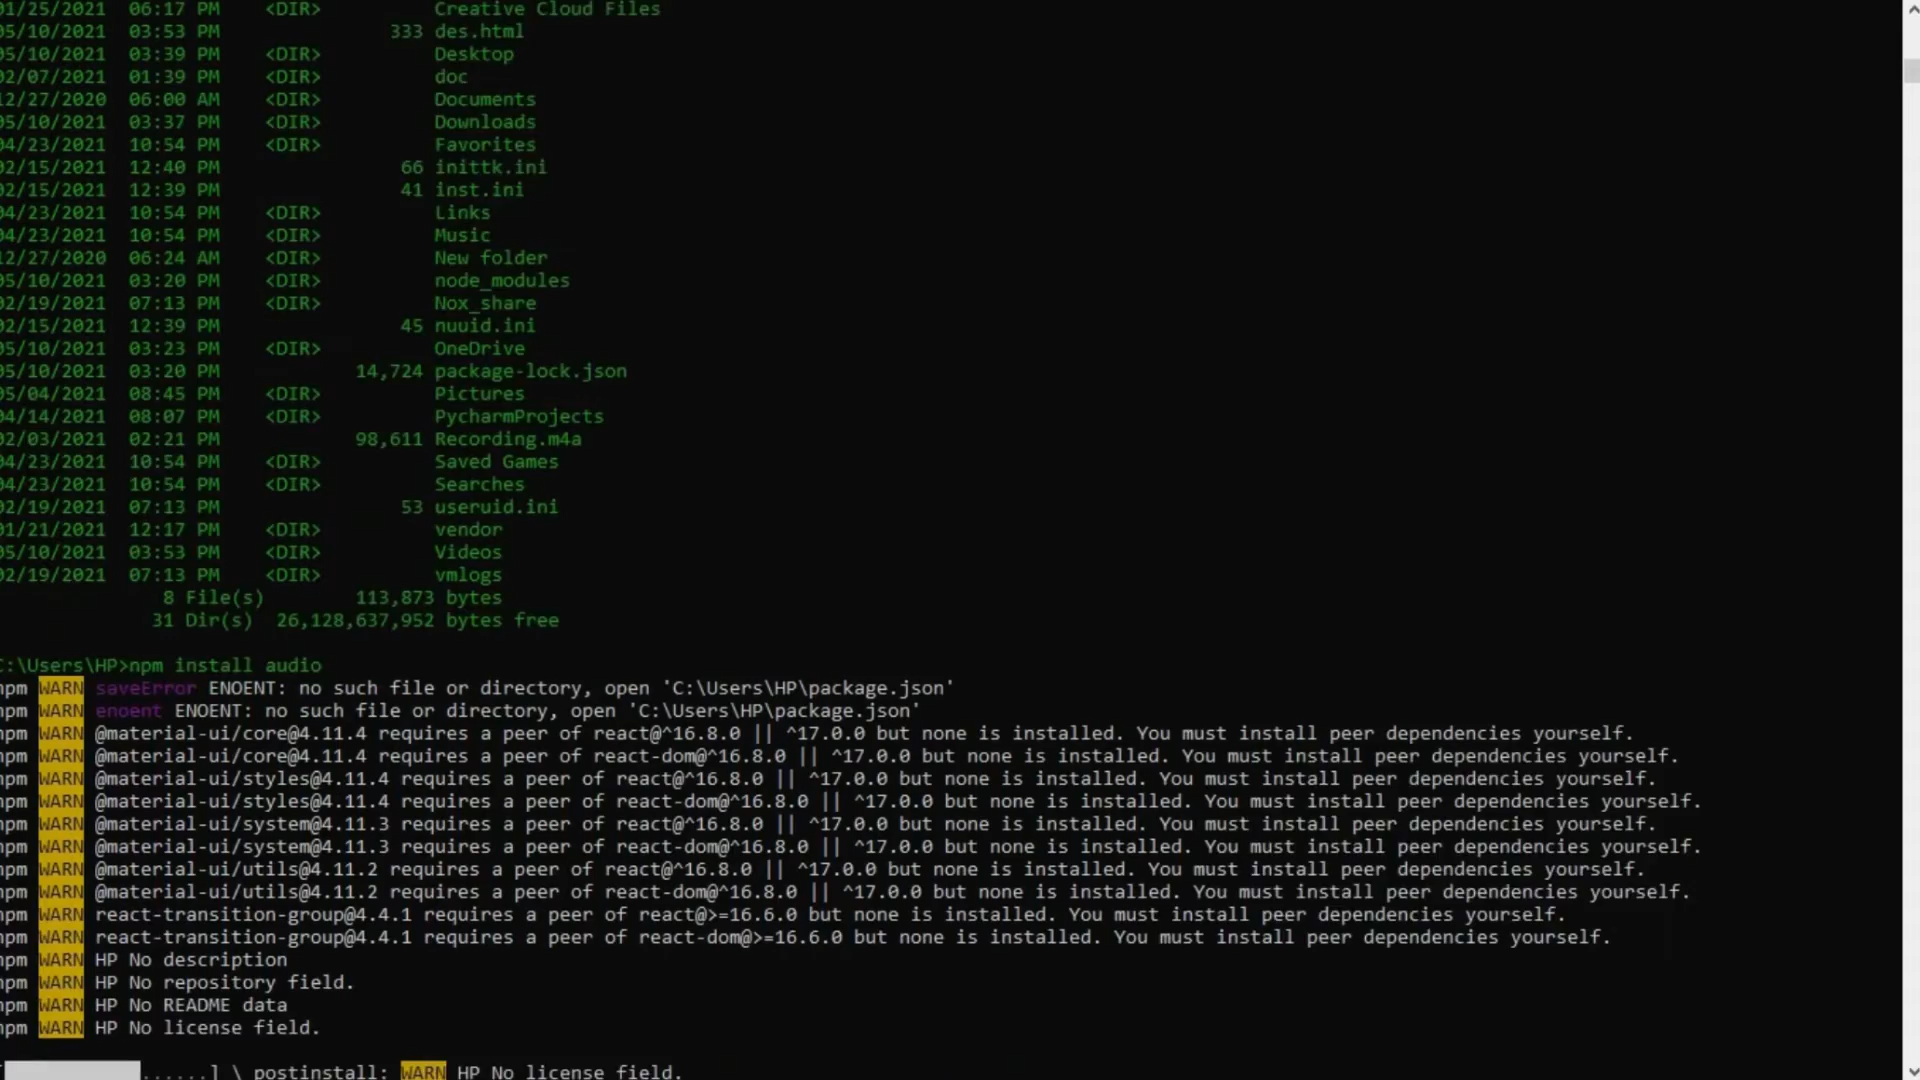 01/25/2021  06:17 PM    <DIR>          Creative Cloud Files
05/10/2021  03:53 PM               333 des.html
05/10/2021  03:39 PM    <DIR>          Desktop
02/07/2021  01:39 PM    <DIR>          doc
12/27/2020  06:00 AM    <DIR>          Documents
05/10/2021  03:37 PM    <DIR>          Downloads
04/23/2021  10:54 PM    <DIR>          Favorites
02/15/2021  12:40 PM                66 inittk.ini
02/15/2021  12:39 PM                41 inst.ini
04/23/2021  10:54 PM    <DIR>          Links
04/23/2021  10:54 PM    <DIR>          Music
12/27/2020  06:24 AM    <DIR>          New folder
05/10/2021  03:20 PM    <DIR>          node_modules
02/19/2021  07:13 PM    <DIR>          Nox_share
02/15/2021  12:39 PM                45 nuuid.ini
05/10/2021  03:23 PM    <DIR>          OneDrive
05/10/2021  03:20 PM            14,724 package-lock.json
05/04/2021  08:45 PM    <DIR>          Pictures
04/14/2021  08:07 PM    <DIR>          PycharmProjects
02/03/2021  02:21 PM            98,611 Recording.m4a
04/23/2021  10:54 PM    <DIR>          Saved Games
04/23/2021  10:54 PM    <DIR>          Searches
02/19/2021  07:13 PM                53 useruid.ini
01/21/2021  12:17 PM    <DIR>          vendor
05/10/2021  03:53 PM    <DIR>          Videos
02/19/2021  07:13 PM    <DIR>          vmlogs
8 File(s)        113,873 bytes
31 Dir(s)  26,128,637,952 bytes free
C:\Users\HP>npm install audio
npm WARN saveError ENOENT: no such file or directory, open 'C:\Users\HP\package.json'
npm WARN enoent ENOENT: no such file or directory, open 'C:\Users\HP\package.json'
npm WARN @material-ui/core@4.11.4 requires a peer of react@^16.8.0 || ^17.0.0 but none is installed. You must install peer dependencies yourself.
npm WARN @material-ui/core@4.11.4 requires a peer of react-dom@^16.8.0 || ^17.0.0 but none is installed. You must install peer dependencies yourself.
npm WARN @material-ui/styles@4.11.4 requires a peer of react@^16.8.0 || ^17.0.0 but none is installed. You must install peer dependencies yourself.
npm WARN @material-ui/styles@4.11.4 requires a peer of react-dom@^16.8.0 || ^17.0.0 but none is installed. You must install peer dependencies yourself.
npm WARN @material-ui/system@4.11.3 requires a peer of react@^16.8.0 || ^17.0.0 but none is installed. You must install peer dependencies yourself.
npm WARN @material-ui/system@4.11.3 requires a peer of react-dom@^16.8.0 || ^17.0.0 but none is installed. You must install peer dependencies yourself.
npm WARN @material-ui/utils@4.11.2 requires a peer of react@^16.8.0 || ^17.0.0 but none is installed. You must install peer dependencies yourself.
npm WARN @material-ui/utils@4.11.2 requires a peer of react-dom@^16.8.0 || ^17.0.0 but none is installed. You must install peer dependencies yourself.
npm WARN react-transition-group@4.4.1 requires a peer of react@>=16.6.0 but none is installed. You must install peer dependencies yourself.
npm WARN react-transition-group@4.4.1 requires a peer of react-dom@>=16.6.0 but none is installed. You must install peer dependencies yourself.
npm WARN HP No description
npm WARN HP No repository field.
npm WARN HP No README data
npm WARN HP No license field.
......] \ postinstall: WARN HP No license field.